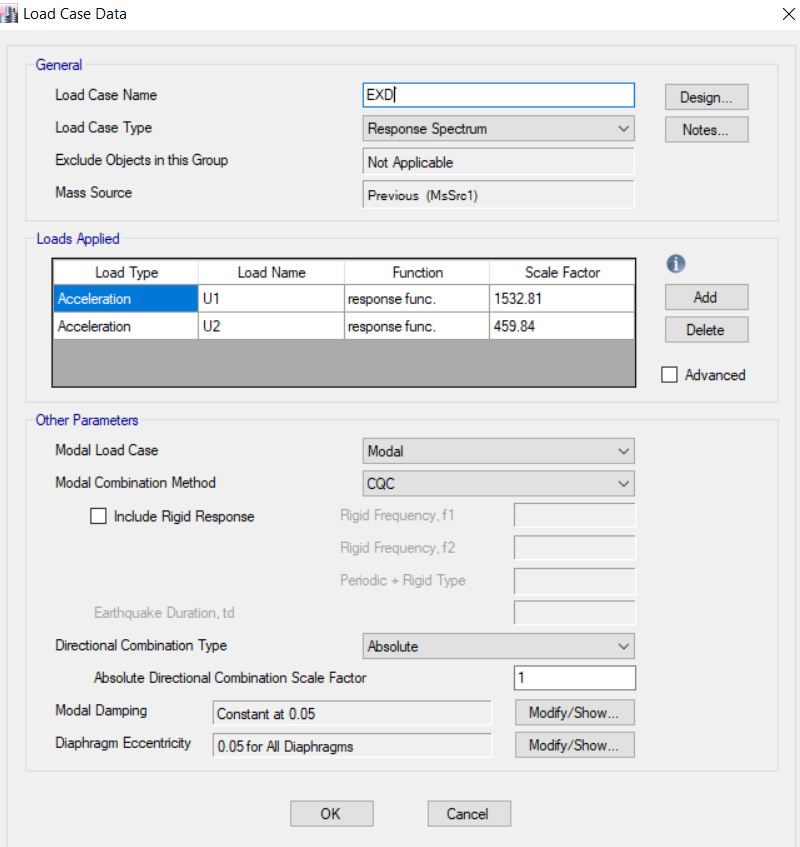 Load Case Data
General
Load Case Name EXD Design...
Load Case Type Response Spectrum Notes...
Exclude Objects in this Group Not Applicable
Mass Source Previous (MsSrc1)
Loads Applied
Load Type Load Name Function Scale Factor
Acceleration U1 response func. 1532.81 Add
Acceleration U2 response func. 459.84 Delete
Advanced
Other Parameters
Modal Load Case Modal
Modal Combination Method CQC
Include Rigid Response Rigid Frequency, f1
Rigid Frequency, f2
Periodic + Rigid Type
Earthquake Duration, td
Directional Combination Type Absolute
Absolute Directional Combination Scale Factor 1
Modal Damping Constant at 0.05 Modify/Show...
Diaphragm Eccentricity 0.05 for All Diaphragms Modify/Show...
OK Cancel